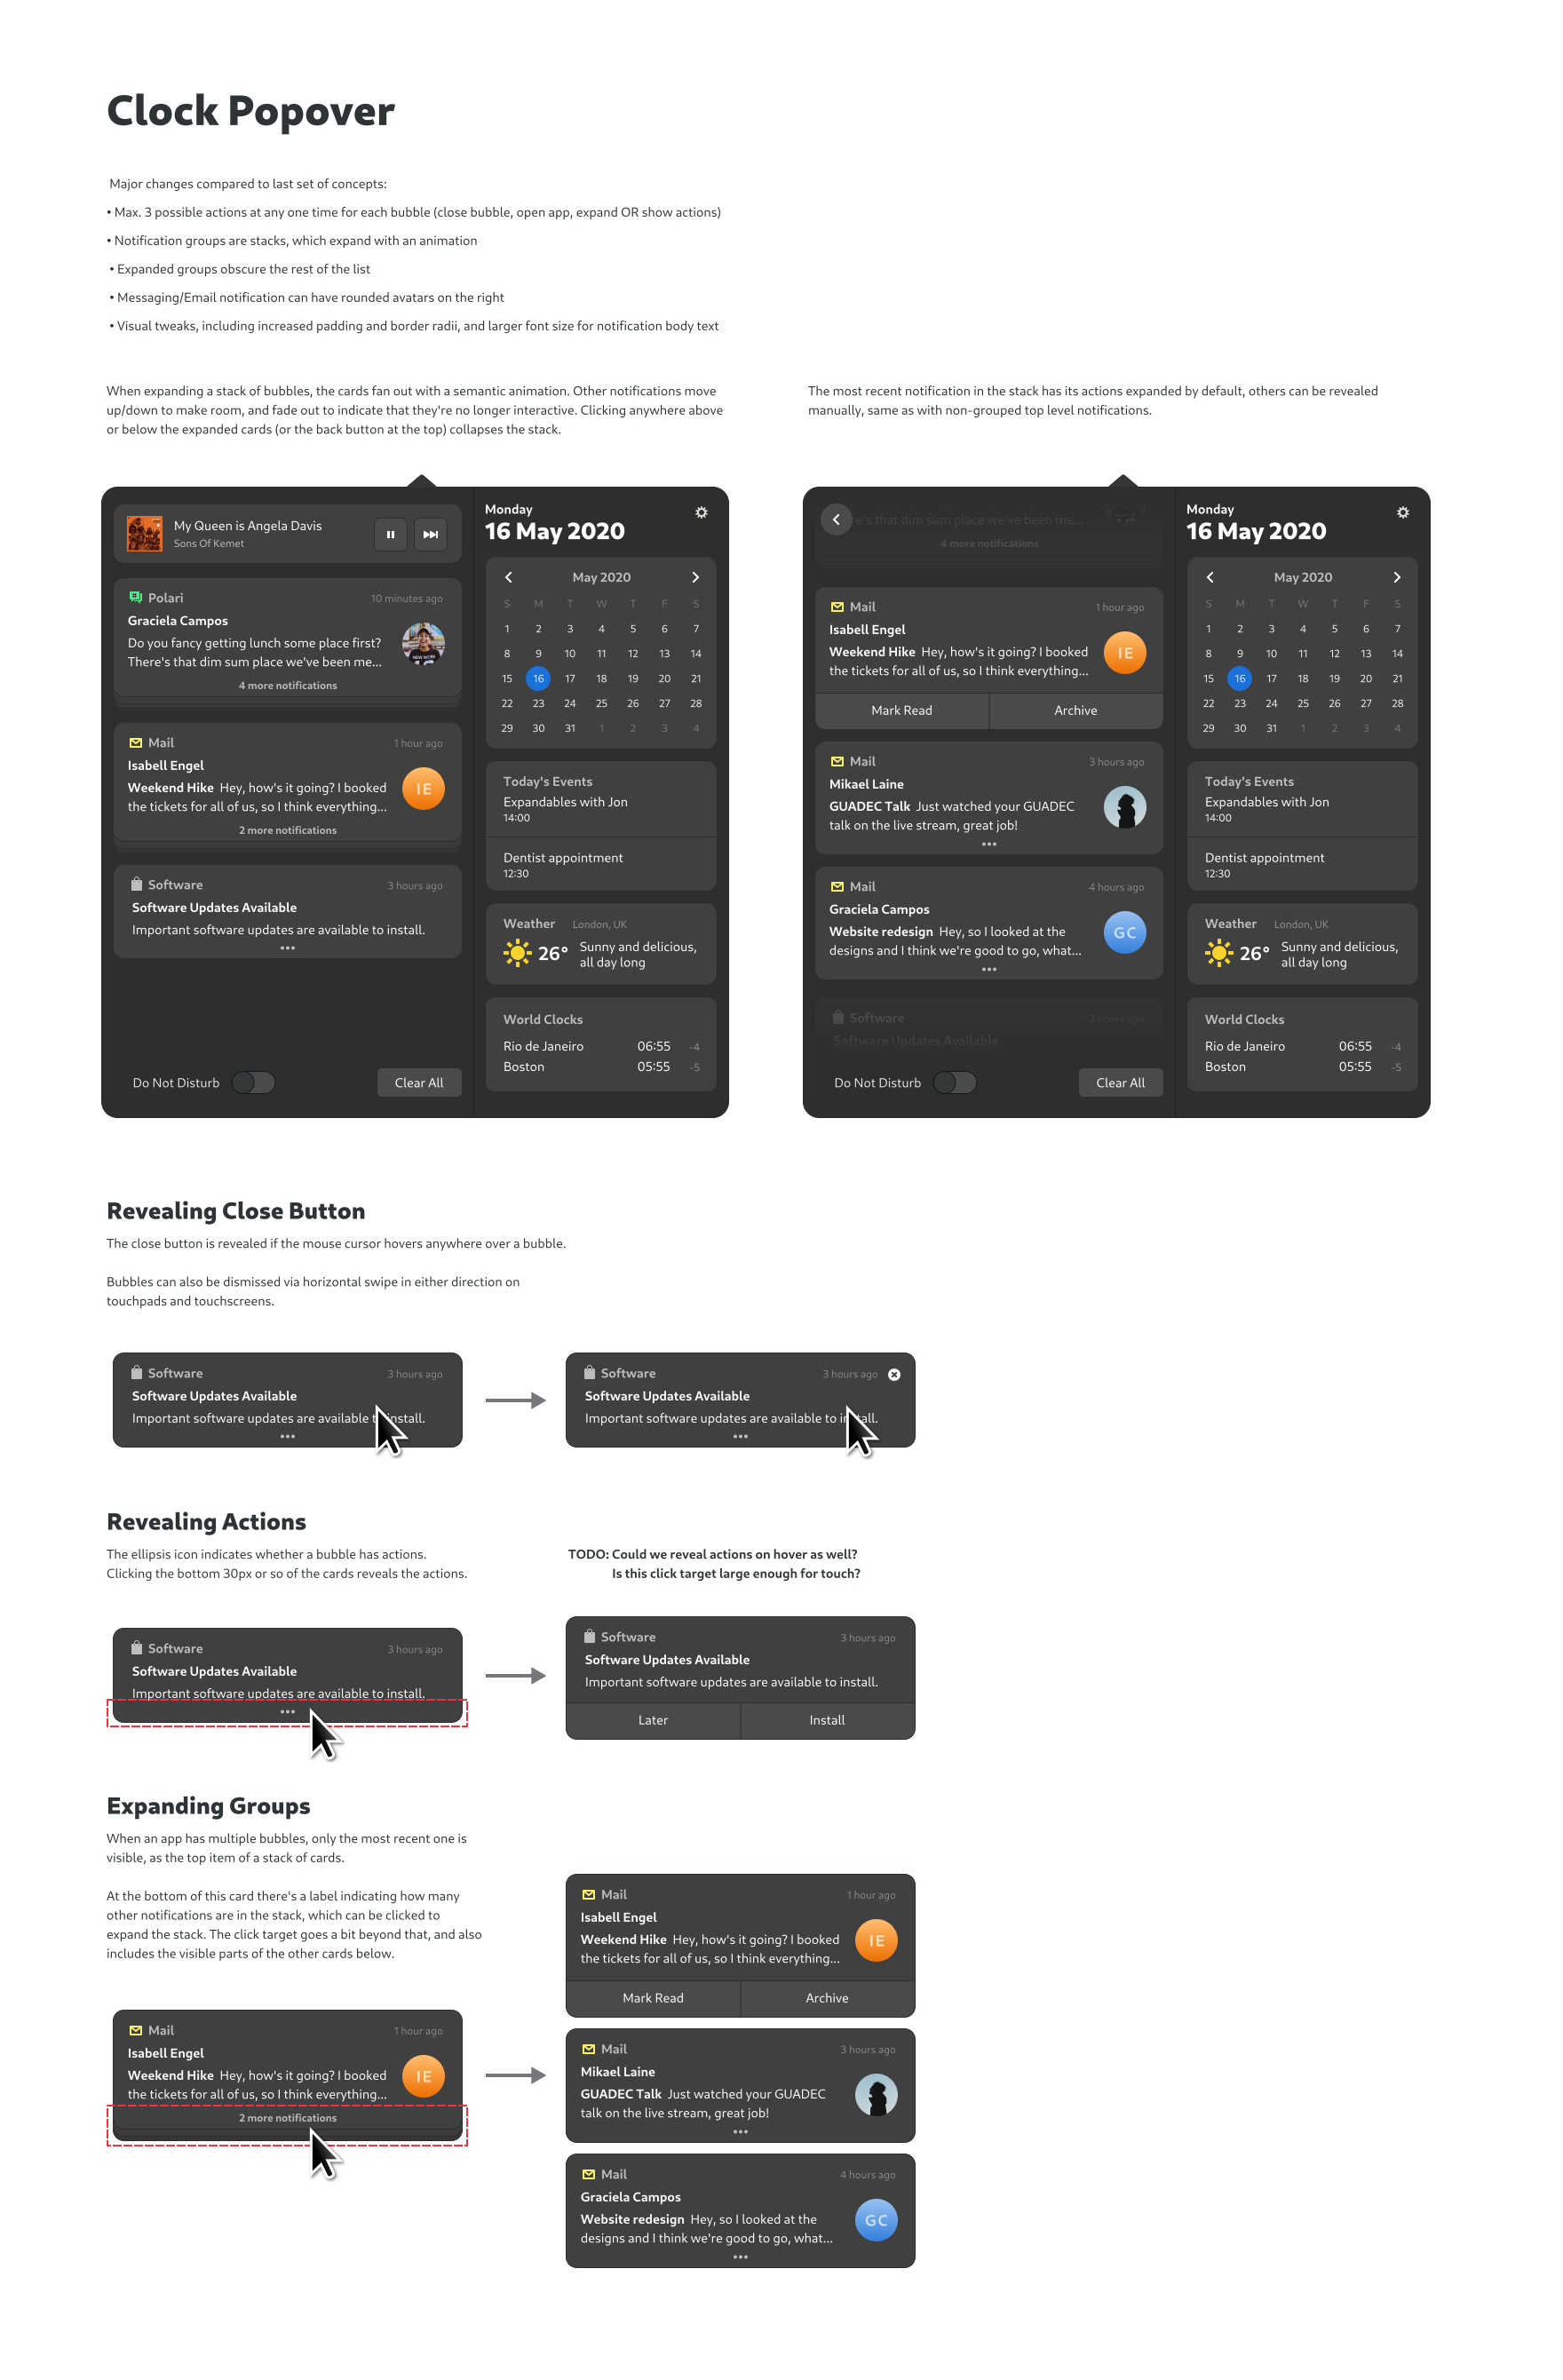 Clock Popover
Major changes compared to last set of concepts:
• Max. 3 possible actions at any one time for each bubble (close bubble, open app, expand OR show actions)
• Notification groups are stacks, which expand with an animation
• Expanded groups obscure the rest of the list
• Messaging/Email notification can have rounded avatars on the right
• Visual tweaks, including increased padding and border radii, and larger font size for notification body text
When expanding a stack of bubbles, the cards fan out with a semantic animation. Other notifications move
up/down to make room, and fade out to indicate that they're no longer interactive. Clicking anywhere above
or below the expanded cards (or the back button at the top) collapses the stack.
The most recent notification in the stack has its actions expanded by default, others can be revealed
manually, same as with non-grouped top level notifications.
My Queen is Angela Davis
Sons Of Kemet
Polari 10 minutes ago
Graciela Campos
Do you fancy getting lunch some place first?
There's that dim sum place we've been me...
4 more notifications
Mail 1 hour ago
Isabell Engel
Weekend Hike Hey, how's it going? I booked
the tickets for all of us, so I think everything...
IE
2 more notifications
Software 3 hours ago
Software Updates Available
Important software updates are available to install.
Do Not Disturb
Clear All
Monday
16 May 2020
May 2020
S M T W T F S
1 2 3 4 5 6 7
8 9 10 11 12 13 14
15 16 17 18 19 20 21
22 23 24 25 26 27 28
29 30 31 1 2 3 4
Today's Events
Expandables with Jon
14:00
Dentist appointment
12:30
Weather London, UK
26° Sunny and delicious,
all day long
World Clocks
Rio de Janeiro 06:55 -4
Boston 05:55 -5
e's that dim sum place we've been me...
4 more notifications
Mail 1 hour ago
Isabell Engel
Weekend Hike Hey, how's it going? I booked
the tickets for all of us, so I think everything...
IE
Mark Read Archive
Mail 3 hours ago
Mikael Laine
GUADEC Talk Just watched your GUADEC
talk on the live stream, great job!
Mail 4 hours ago
Graciela Campos
Website redesign Hey, so I looked at the
designs and I think we're good to go, what...
GC
Software 3 hours ago
Software Updates Available
Do Not Disturb
Clear All
Monday
16 May 2020
May 2020
S M T W T F S
1 2 3 4 5 6 7
8 9 10 11 12 13 14
15 16 17 18 19 20 21
22 23 24 25 26 27 28
29 30 31 1 2 3 4
Today's Events
Expandables with Jon
14:00
Dentist appointment
12:30
Weather London, UK
26° Sunny and delicious,
all day long
World Clocks
Rio de Janeiro 06:55 -4
Boston 05:55 -5
Revealing Close Button
The close button is revealed if the mouse cursor hovers anywhere over a bubble.
Bubbles can also be dismissed via horizontal swipe in either direction on
touchpads and touchscreens.
Software 3 hours ago
Software Updates Available
Important software updates are available to install.
Software 3 hours ago
Software Updates Available
Important software updates are available to install.
Revealing Actions
The ellipsis icon indicates whether a bubble has actions.
Clicking the bottom 30px or so of the cards reveals the actions.
TODO: Could we reveal actions on hover as well?
Is this click target large enough for touch?
Software 3 hours ago
Software Updates Available
Important software updates are available to install.
Software 3 hours ago
Software Updates Available
Important software updates are available to install.
Later Install
Expanding Groups
When an app has multiple bubbles, only the most recent one is
visible, as the top item of a stack of cards.
At the bottom of this card there's a label indicating how many
other notifications are in the stack, which can be clicked to
expand the stack. The click target goes a bit beyond that, and also
includes the visible parts of the other cards below.
Mail 1 hour ago
Isabell Engel
Weekend Hike Hey, how's it going? I booked
the tickets for all of us, so I think everything...
IE
2 more notifications
Mail 1 hour ago
Isabell Engel
Weekend Hike Hey, how's it going? I booked
the tickets for all of us, so I think everything...
IE
Mark Read Archive
Mail 3 hours ago
Mikael Laine
GUADEC Talk Just watched your GUADEC
talk on the live stream, great job!
Mail 4 hours ago
Graciela Campos
Website redesign Hey, so I looked at the
designs and I think we're good to go, what...
GC